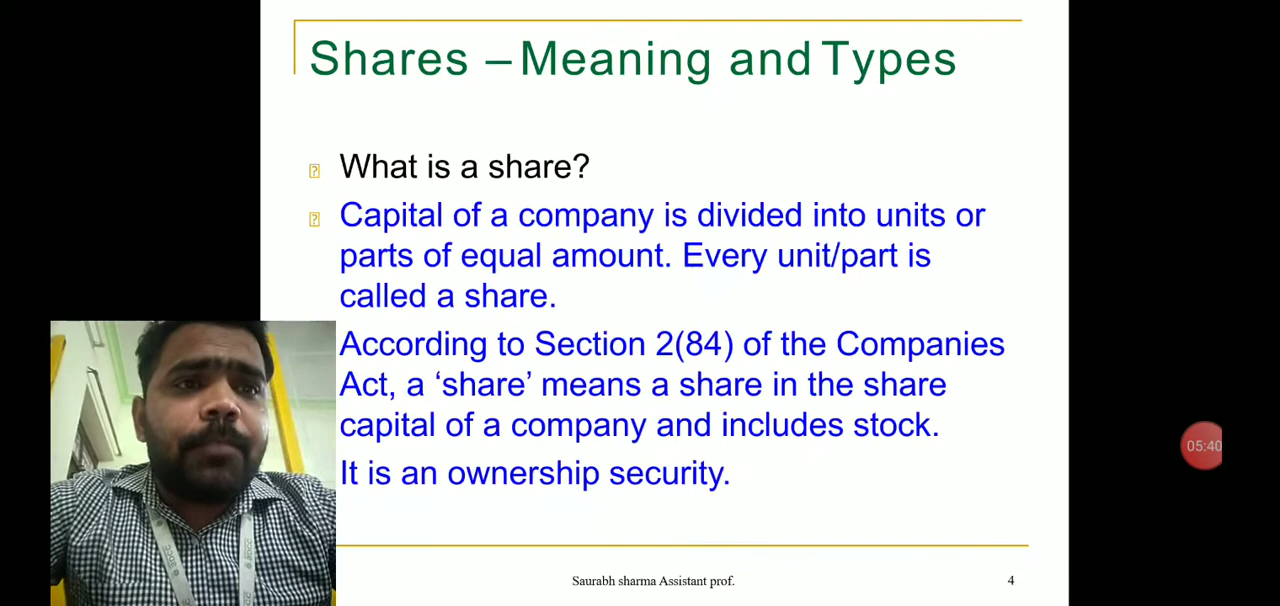 Shares – Meaning and Types
What is a share?
Capital of a company is divided into units or
parts of equal amount. Every unit/part is
called a share.
According to Section 2(84) of the Companies
Act, a ‘share’ means a share in the share
capital of a company and includes stock.
It is an ownership security.
05:40
Saurabh sharma Assistant prof.
4